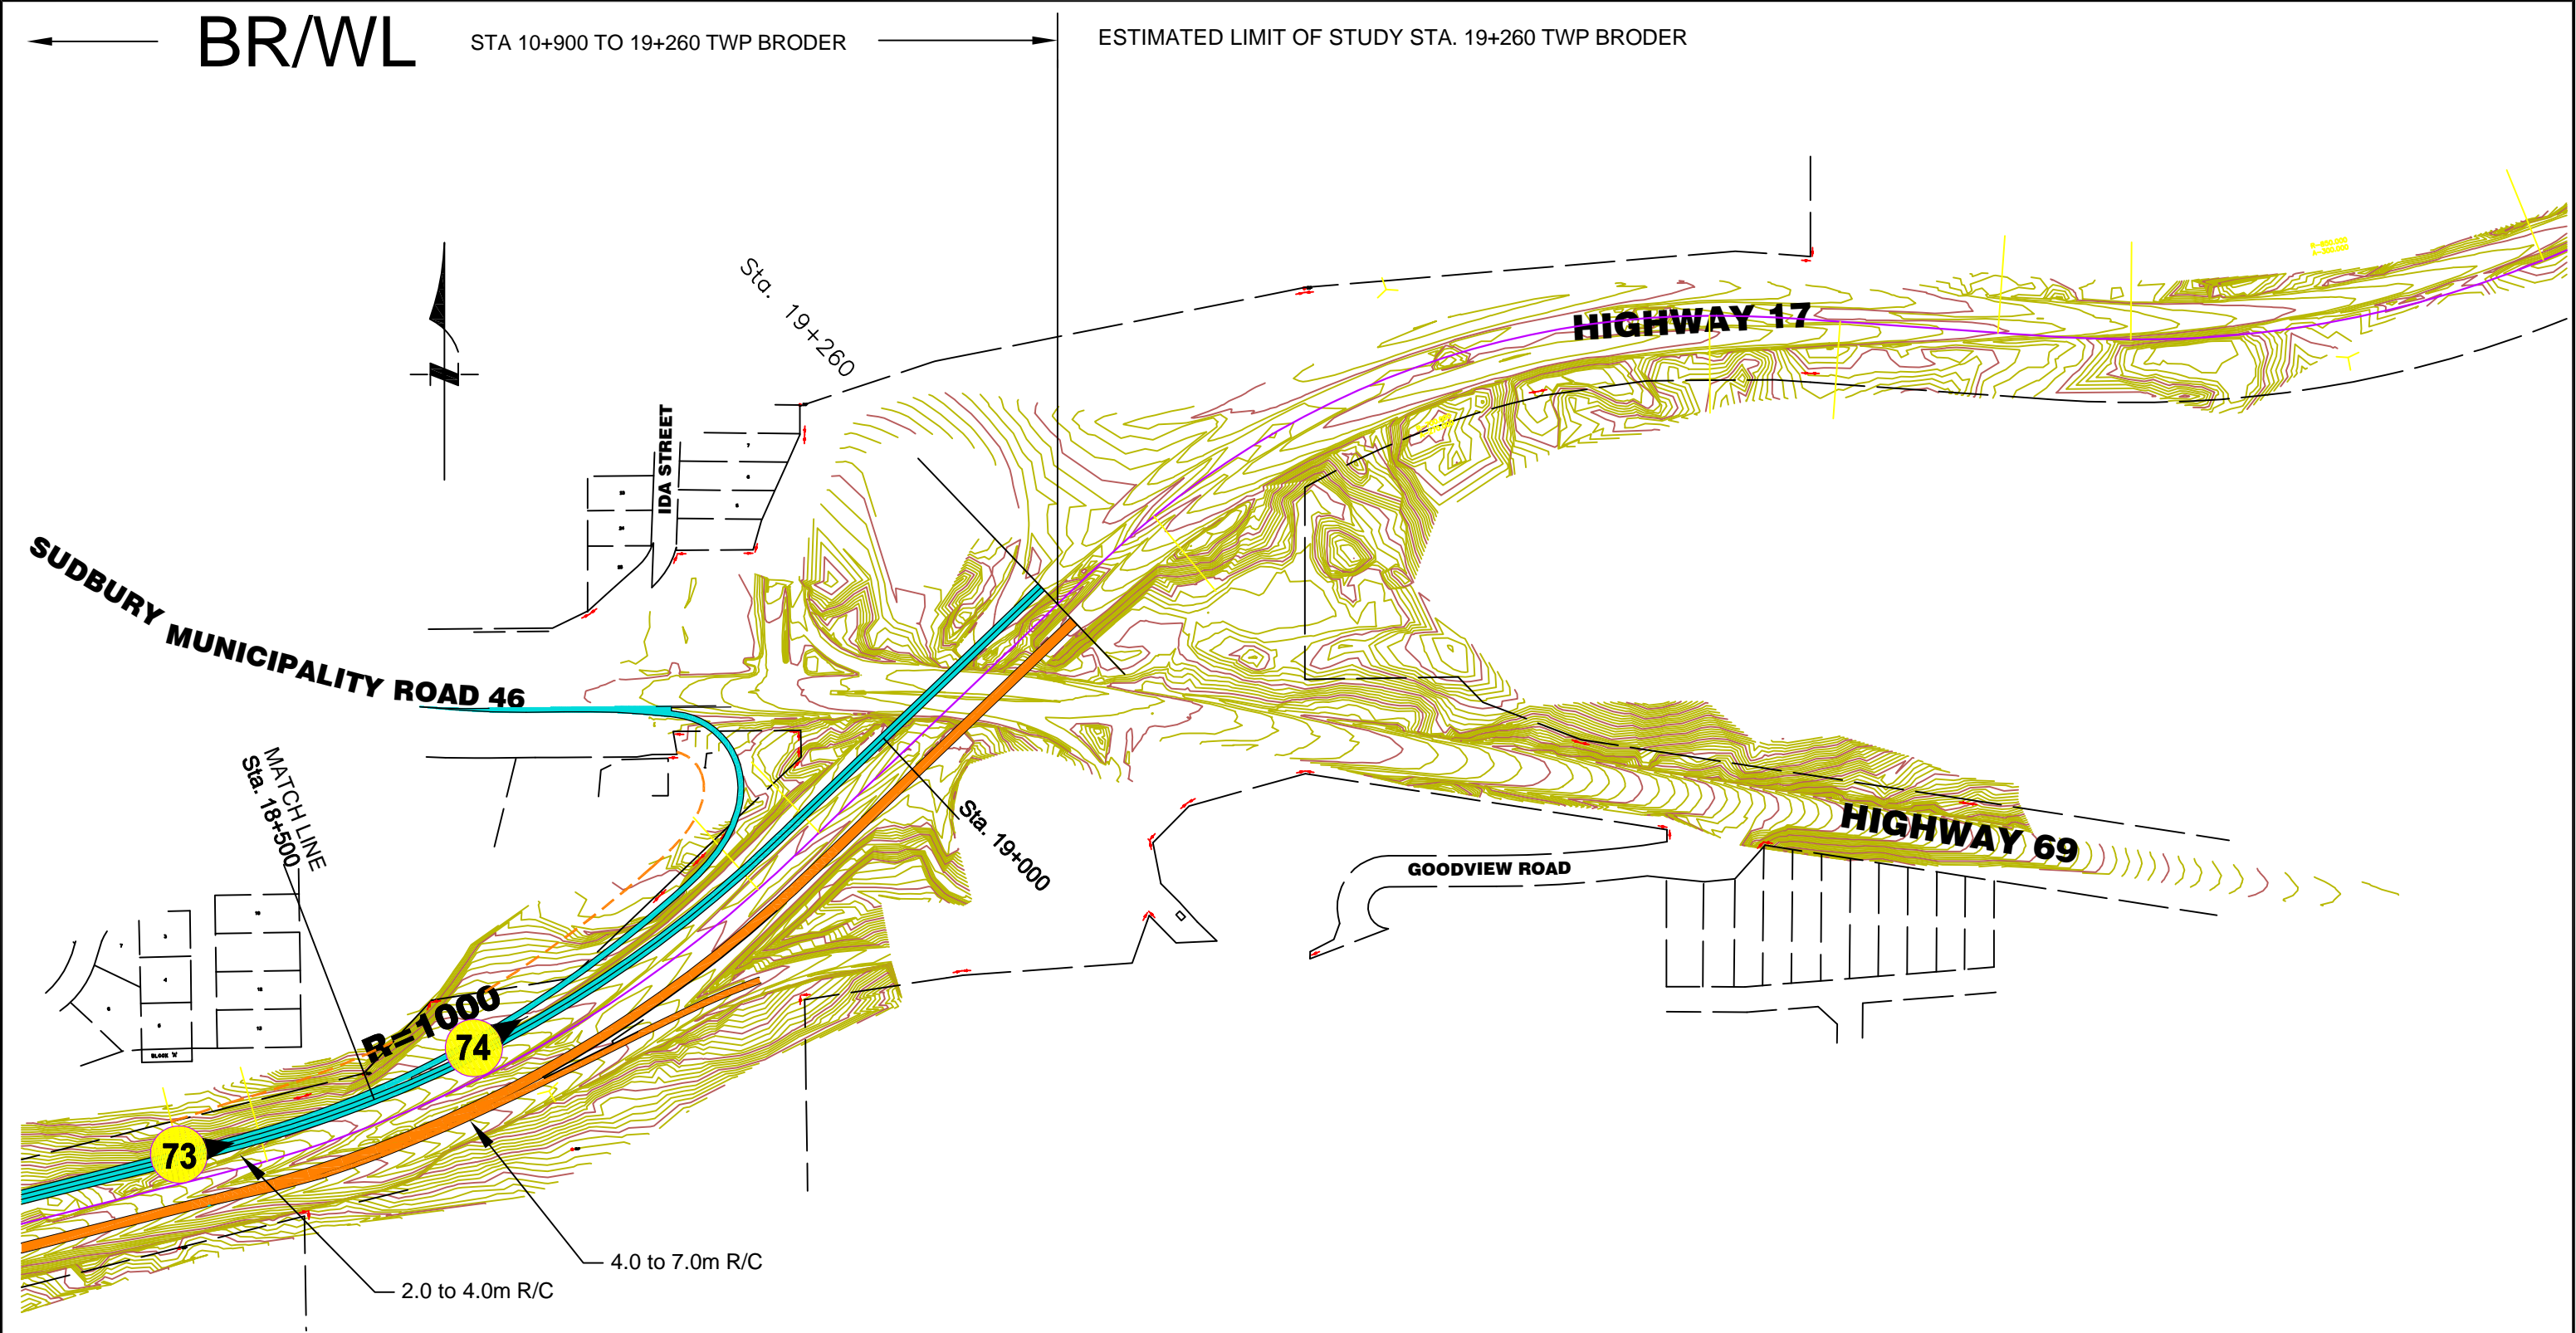 BR/WL
STA 10+900 TO 19+260 TWP BRODER
ESTIMATED LIMIT OF STUDY STA. 19+260 TWP BRODER
Sta. 19+260
HIGHWAY 17
IDA STREET
SUDBURY MUNICIPALITY ROAD 46
MATCH LINE
Sta. 18+500
Sta. 19+000
HIGHWAY 69
GOODVIEW ROAD
R=1000
74
73
4.0 to 7.0m R/C
2.0 to 4.0m R/C